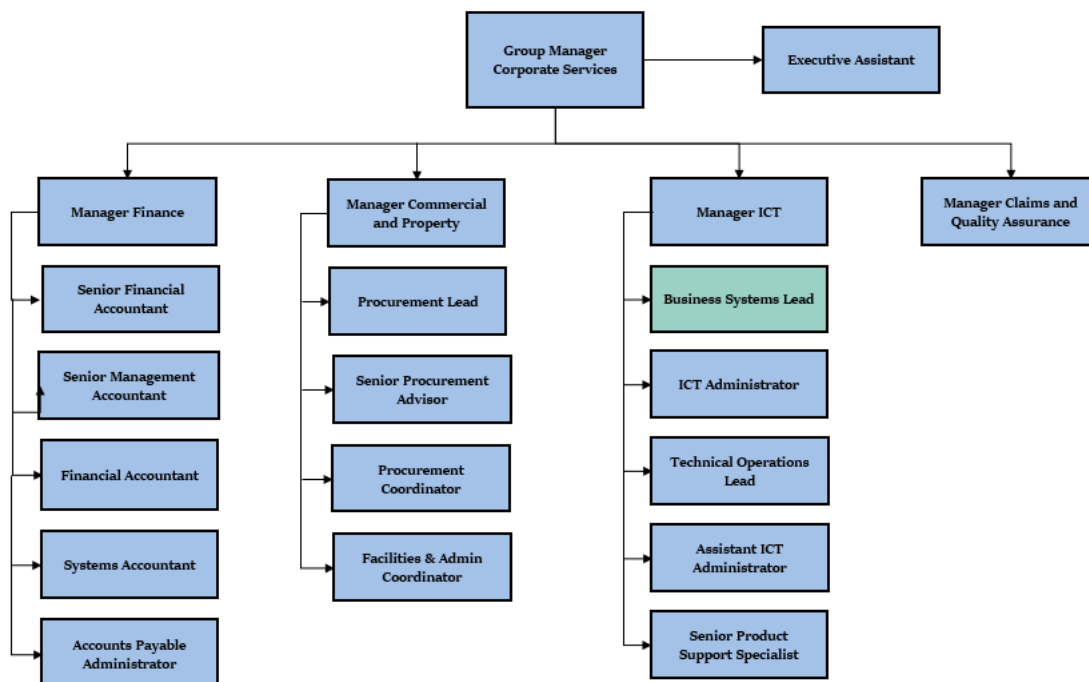 Group Manager
Corporate Services
Executive Assistant
Manager Finance
Manager Commercial
and Property
Manager ICT
Manager Claims and
Quality Assurance
Senior Financial
Accountant
Procurement Lead
Business Systems Lead
Senior Management
Accountant
Senior Procurement
Advisor
ICT Administrator
Financial Accountant
Procurement
Coordinator
Technical Operations
Lead
Systems Accountant
Facilities & Admin
Coordinator
Assistant ICT
Administrator
Accounts Payable
Administrator
Senior Product
Support Specialist